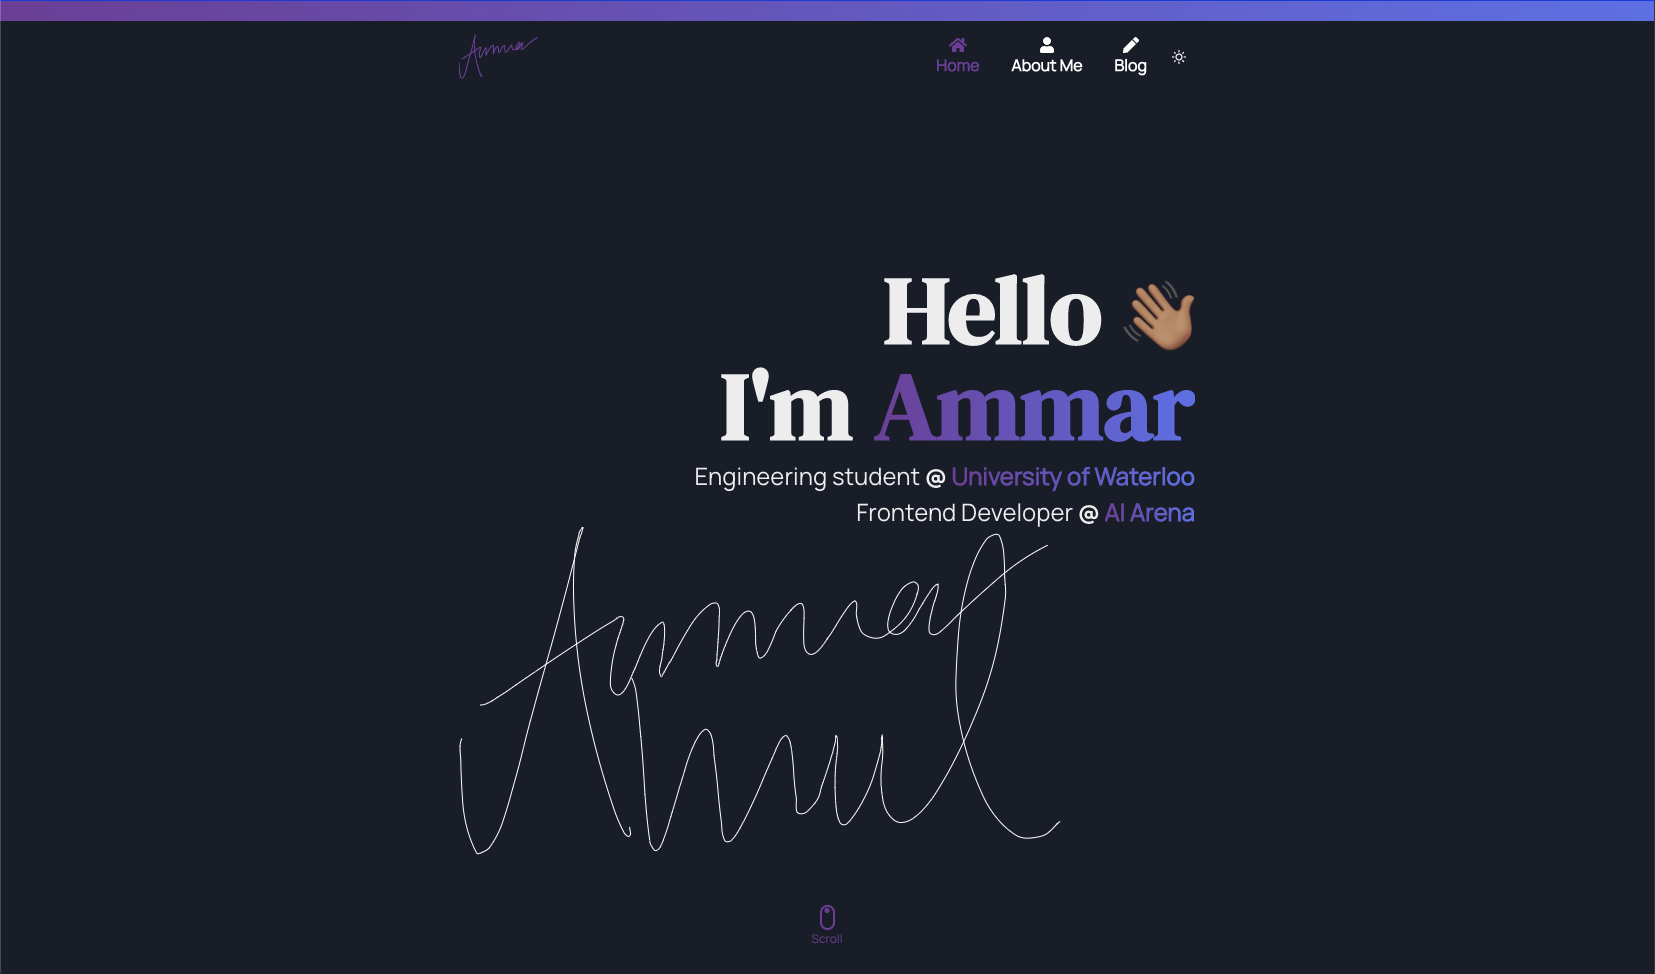 Ammar
Home
About Me
Blog
Hello 👋🏽
I'm Ammar
Engineering student @ University of Waterloo
Frontend Developer @ AI Arena
Ammar
Scroll